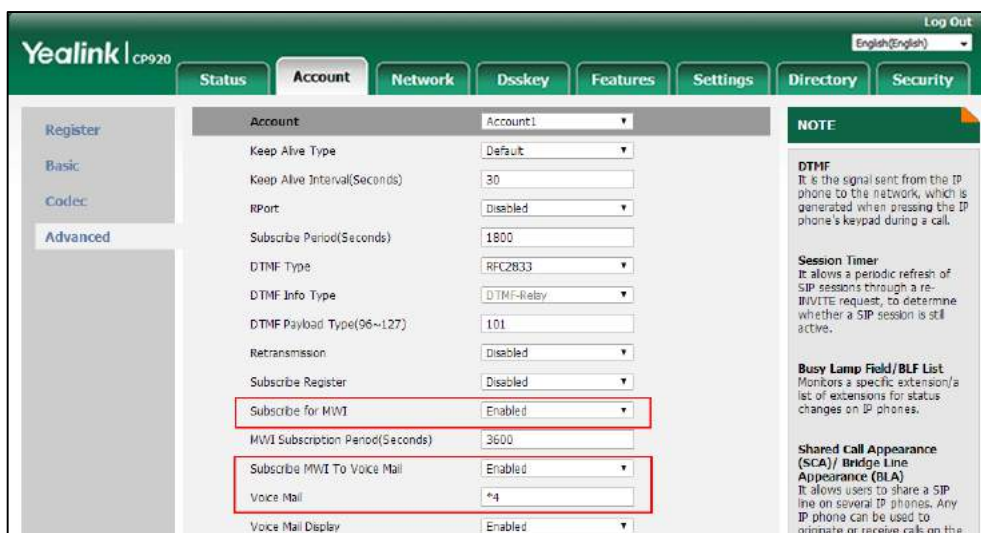 Log Out
Yealink | CP920
English(English)
Status Account Network Dsskey Features Settings Directory Security
Register
Basic
Codec
Advanced
Account Account1
Keep Alive Type Default
Keep Alive Interval(Seconds) 30
RPort Disabled
Subscribe Period(Seconds) 1800
DTMF Type RFC2833
DTMF Info Type DTMF-Relay
DTMF Payload Type(96~127) 101
Retransmission Disabled
Subscribe Register Disabled
Subscribe for MWI Enabled
MWI Subscription Period(Seconds) 3600
Subscribe MWI To Voice Mail Enabled
Voice Mail *4
Voice Mail Display Enabled
NOTE
DTMF
It is the signal sent from the IP
phone to the network, which is
generated when pressing the IP
phone's keypad during a call.
Session Timer
It allows a periodic refresh of
SIP sessions through a re-
INVITE request, to determine
whether a SIP session is still
active.
Busy Lamp Field/BLF List
Monitors a specific extension/a
list of extensions for status
changes on IP phones.
Shared Call Appearance
(SCA)/ Bridge Line
Appearance (BLA)
It allows users to share a SIP
line on several IP phones. Any
IP phone can be used to
originate or receive calls on the